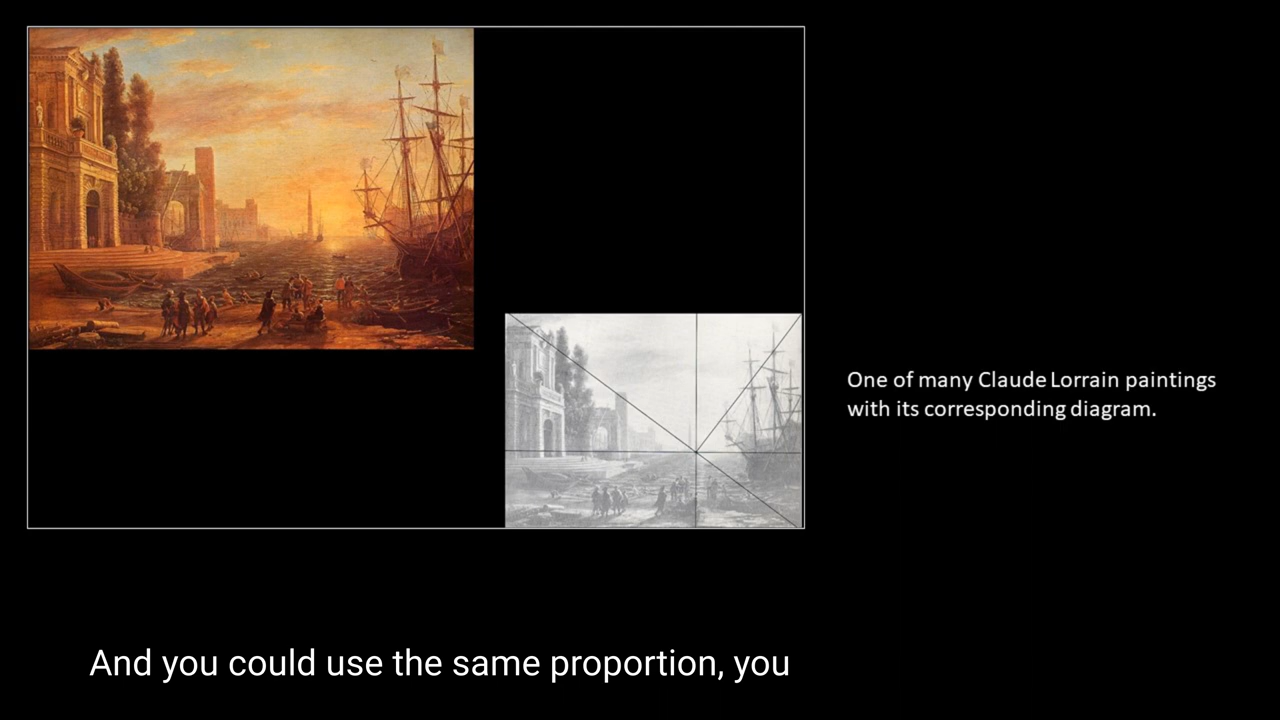 One of many Claude Lorrain paintings
with its corresponding diagram.
And you could use the same proportion, you